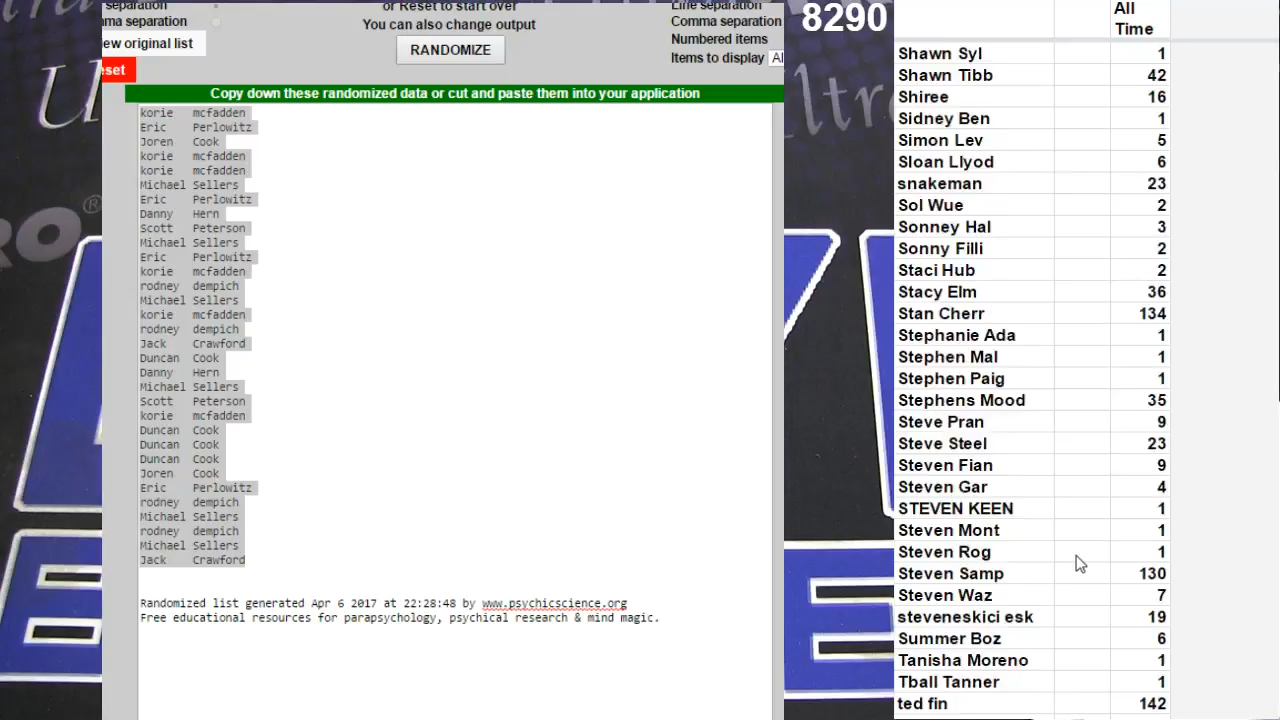 separation
or Reset to start over
Line separation
mma separation
You can also change output
Comma separation
ew original list
RANDOMIZE
Numbered items
eset
Items to display
Copy down these randomized data or cut and paste them into your application
korie mcfadden
Eric Perlowitz
Joren Cook
korie mcfadden
korie mcfadden
Michael Sellers
Eric Perlowitz
Danny Hern
Scott Peterson
Michael Sellers
Eric Perlowitz
korie mcfadden
rodney dempich
Michael Sellers
korie mcfadden
rodney dempich
Jack Crawford
Duncan Cook
Danny Hern
Michael Sellers
Scott Peterson
korie mcfadden
Duncan Cook
Duncan Cook
Duncan Cook
Joren Cook
Eric Perlowitz
rodney dempich
Michael Sellers
rodney dempich
Michael Sellers
Jack Crawford
Randomized list generated Apr 6 2017 at 22:28:48 by www.psychicscience.org
Free educational resources for parapsychology, psychical research & mind magic.
8290
All
Time
Shawn Syl 1
Shawn Tibb 42
Shiree 16
Sidney Ben 1
Simon Lev 5
Sloan Llyod 6
snakeman 23
Sol Wue 2
Sonney Hal 3
Sonny Filli 2
Staci Hub 2
Stacy Elm 36
Stan Cherr 134
Stephanie Ada 1
Stephen Mal 1
Stephen Paig 1
Stephens Mood 35
Steve Pran 9
Steve Steel 23
Steven Fian 9
Steven Gar 4
STEVEN KEEN 1
Steven Mont 1
Steven Rog 1
Steven Samp 130
Steven Waz 7
steveneskici esk 19
Summer Boz 6
Tanisha Moreno 1
Tball Tanner 1
ted fin 142